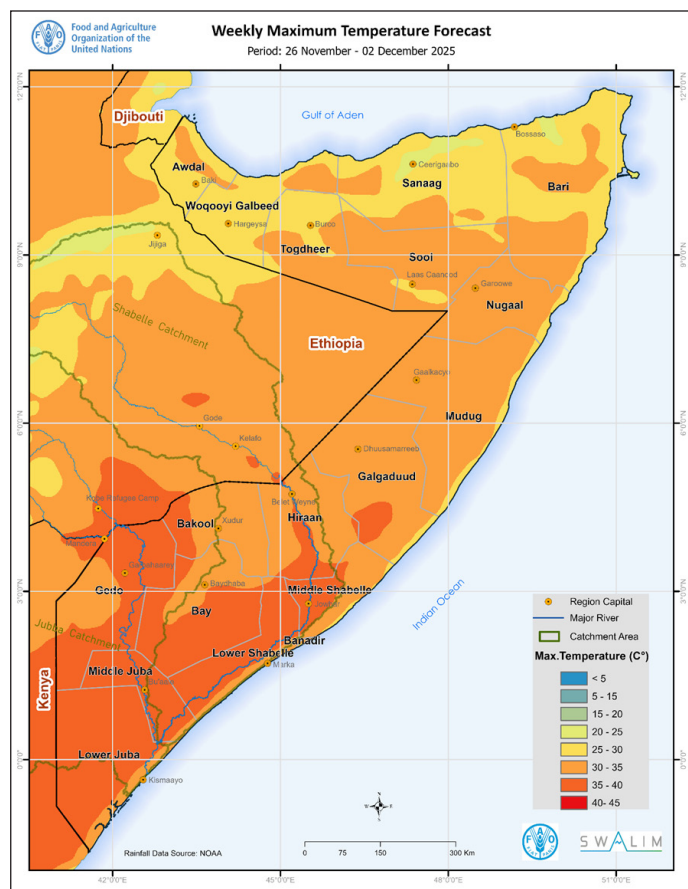 Food and Agriculture
Organization of the
United Nations
Weekly Maximum Temperature Forecast
Period: 26 November - 02 December 2025
12°0'0"N
Djibouti
Gulf of Aden
Bossaso
Awdal
Ceerigaabo
Baki
Sanaag
Bari
Woqooyi Galbeed
Hargeysa
Burco
Jijiga
Togdheer
9°0'0"N
Sool
Laas Caanood
Garoowe
Nugaal
Shabelle Catchment
Ethiopia
Gaalkacyo
Mudug
6°0'0"N
Gode
Kelafo
Dhuusamarreeb
Galgaduud
Kobe Refugee Camp
Belet Weyne
Hiraan
Bakool
Xudur
Mandera
Garbahaarey
Baydhaba
Gedo
3°0'0"N
Middle Shabelle
Bay
Jowhar
Indian Ocean
Jubba Catchment
Banadir
Lower Shabelle
Marka
Middle Juba
Bu'aale
Kenya
Lower Juba
0°0'0"
Kismaayo
Region Capital
Major River
Catchment Area
Max.Temperature (C°)
< 5
5 - 15
15 - 20
20 - 25
25 - 30
30 - 35
35 - 40
40- 45
W
E
Rainfall Data Source: NOAA
0 75 150 300 Km
FAO
SWALIM
42°0'0"E
45°0'0"E
48°0'0"E
51°0'0"E